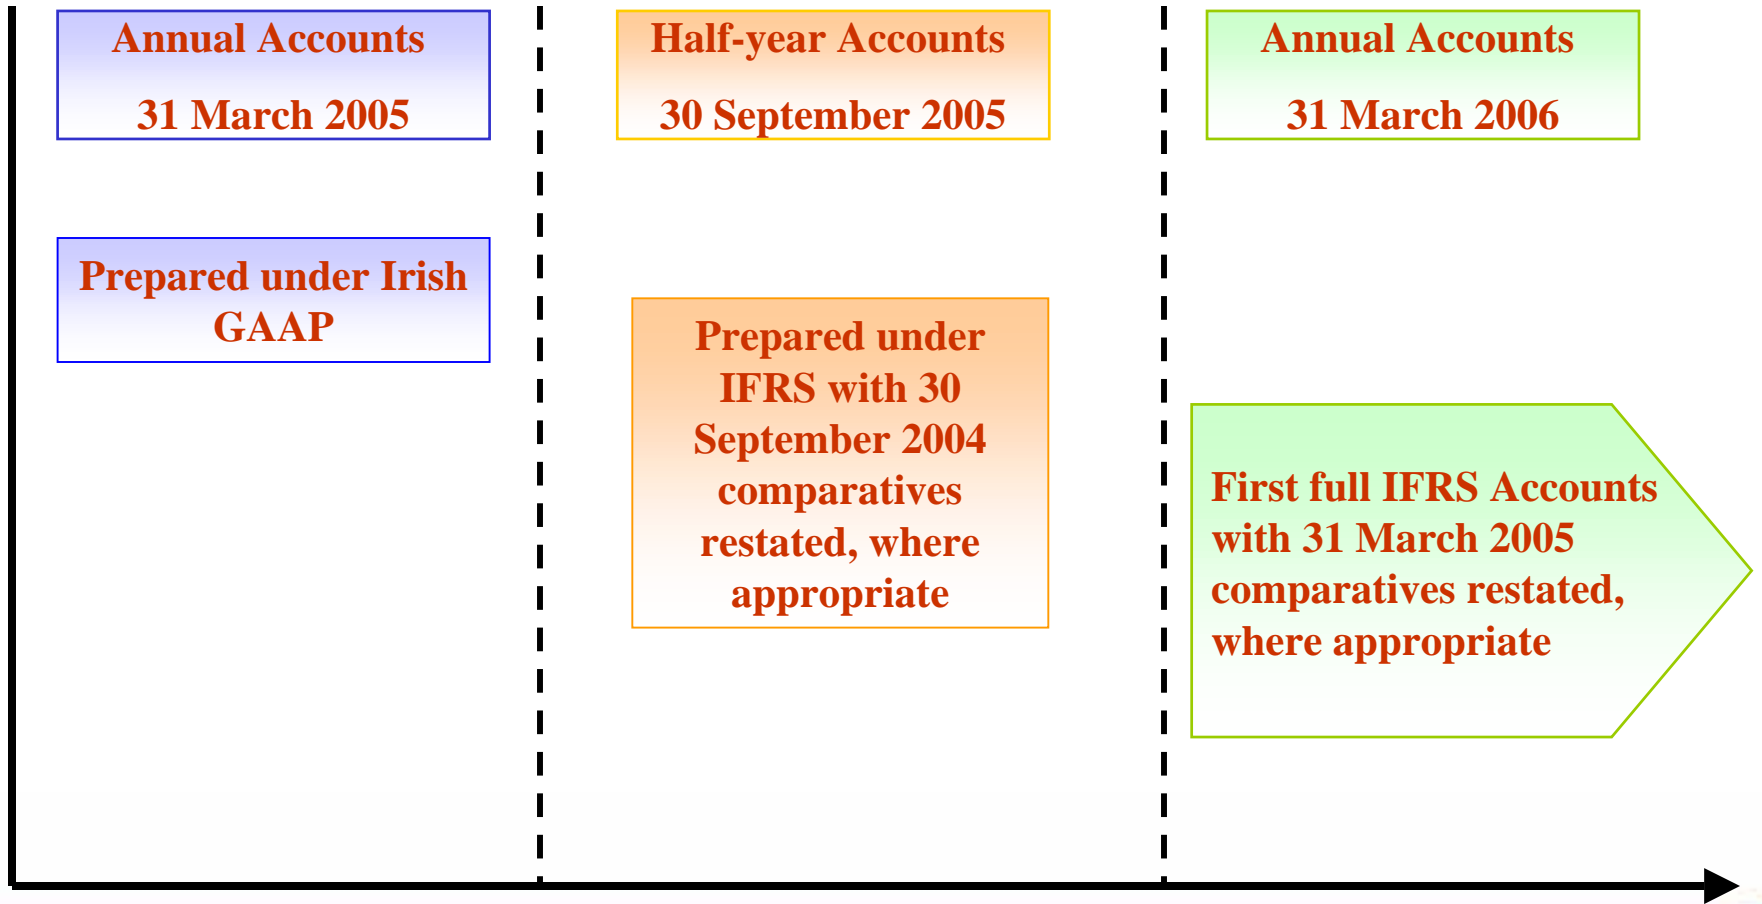 Annual Accounts
31 March 2005
Half-year Accounts
30 September 2005
Annual Accounts
31 March 2006
Prepared under Irish
GAAP
Prepared under
IFRS with 30
September 2004
comparatives
restated, where
appropriate
First full IFRS Accounts
with 31 March 2005
comparatives restated,
where appropriate